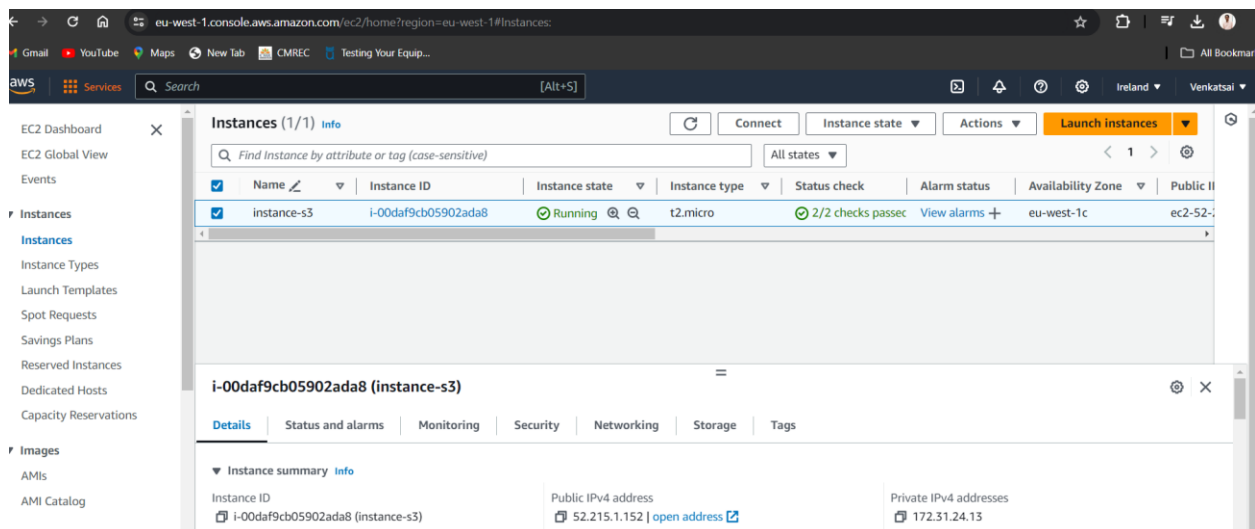 eu-west-1.console.aws.amazon.com/ec2/home?region=eu-west-1#Instances:
Gmail YouTube Maps New Tab CMREC Testing Your Equip... All Bookmar
aws Services Search [Alt+S] Ireland Venkatsai
EC2 Dashboard
EC2 Global View
Events
Instances
Instances
Instance Types
Launch Templates
Spot Requests
Savings Plans
Reserved Instances
Dedicated Hosts
Capacity Reservations
Images
AMIs
AMI Catalog
Instances (1/1) Info Connect Instance state Actions Launch instances
Find Instance by attribute or tag (case-sensitive) All states 1
Name Instance ID Instance state Instance type Status check Alarm status Availability Zone Public
instance-s3 i-00daf9cb05902ada8 Running t2.micro 2/2 checks passec View alarms + eu-west-1c ec2-52-
i-00daf9cb05902ada8 (instance-s3)
Details Status and alarms Monitoring Security Networking Storage Tags
Instance summary Info
Instance ID Public IPv4 address Private IPv4 addresses
i-00daf9cb05902ada8 (instance-s3) 52.215.1.152 | open address 172.31.24.13